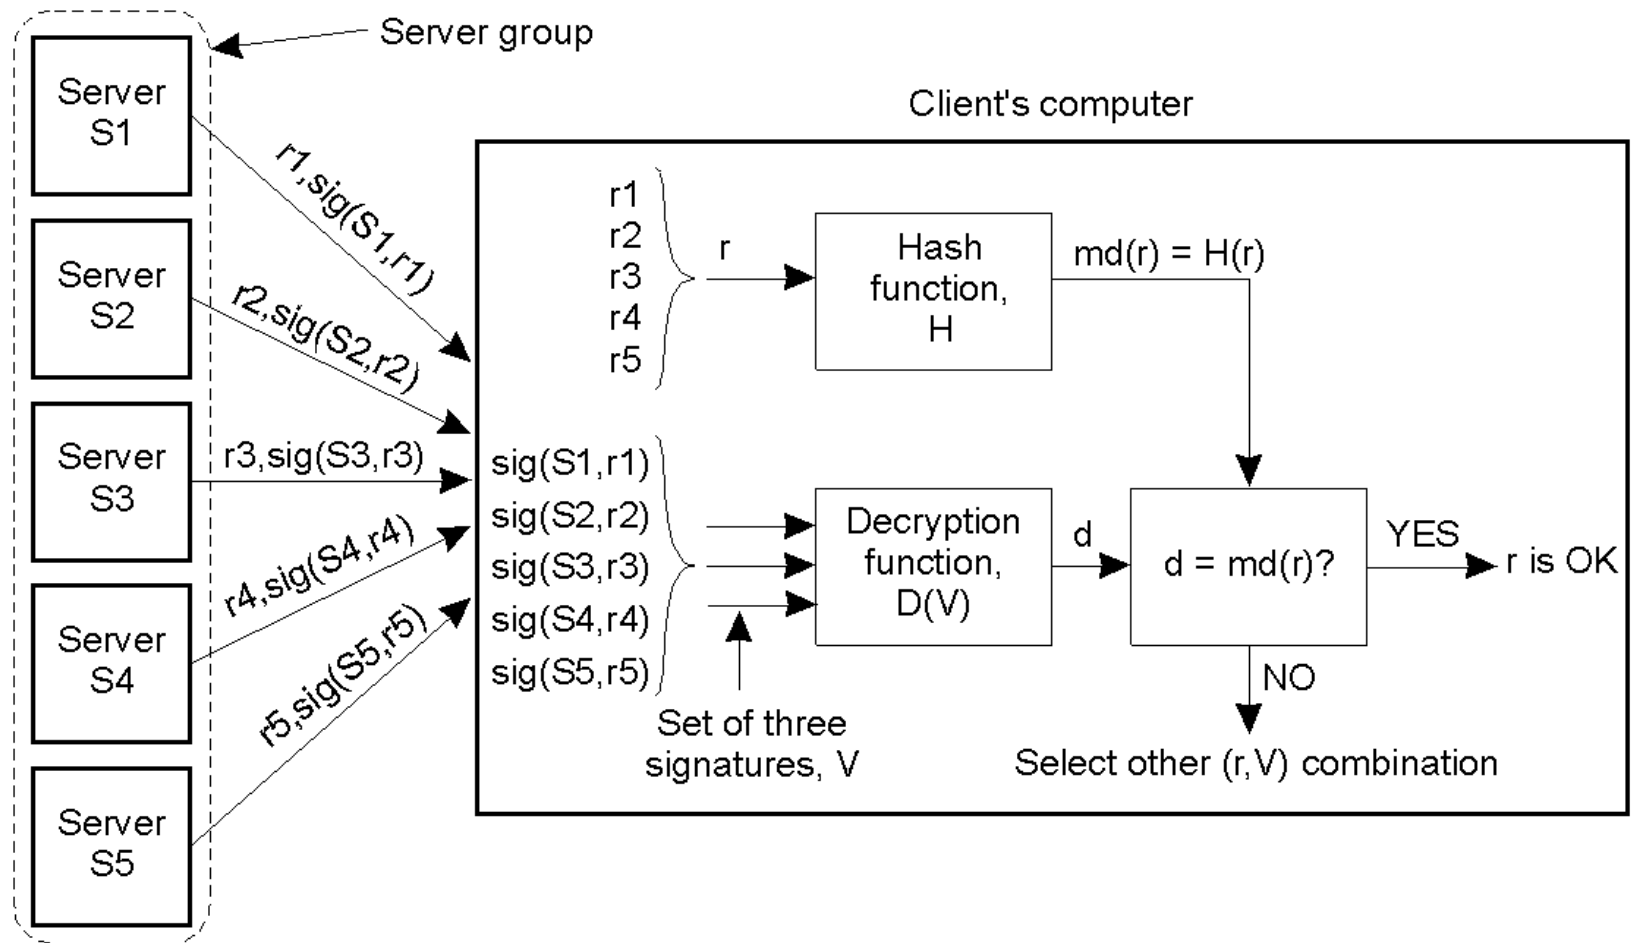 Server group
Server
S1
Server
S2
Server
S3
Server
S4
Server
S5
r1,sig(S1,r1)
r2,sig(S2,r2)
r3,sig(S3,r3)
r4,sig(S4,r4)
r5,sig(S5,r5)
Client's computer
r1
r2
r3
r4
r5
r
Hash
function,
H
md(r) = H(r)
sig(S1,r1)
sig(S2,r2)
sig(S3,r3)
sig(S4,r4)
sig(S5,r5)
Set of three
signatures, V
Decryption
function,
D(V)
d
d = md(r)?
YES
r is OK
NO
Select other (r,V) combination